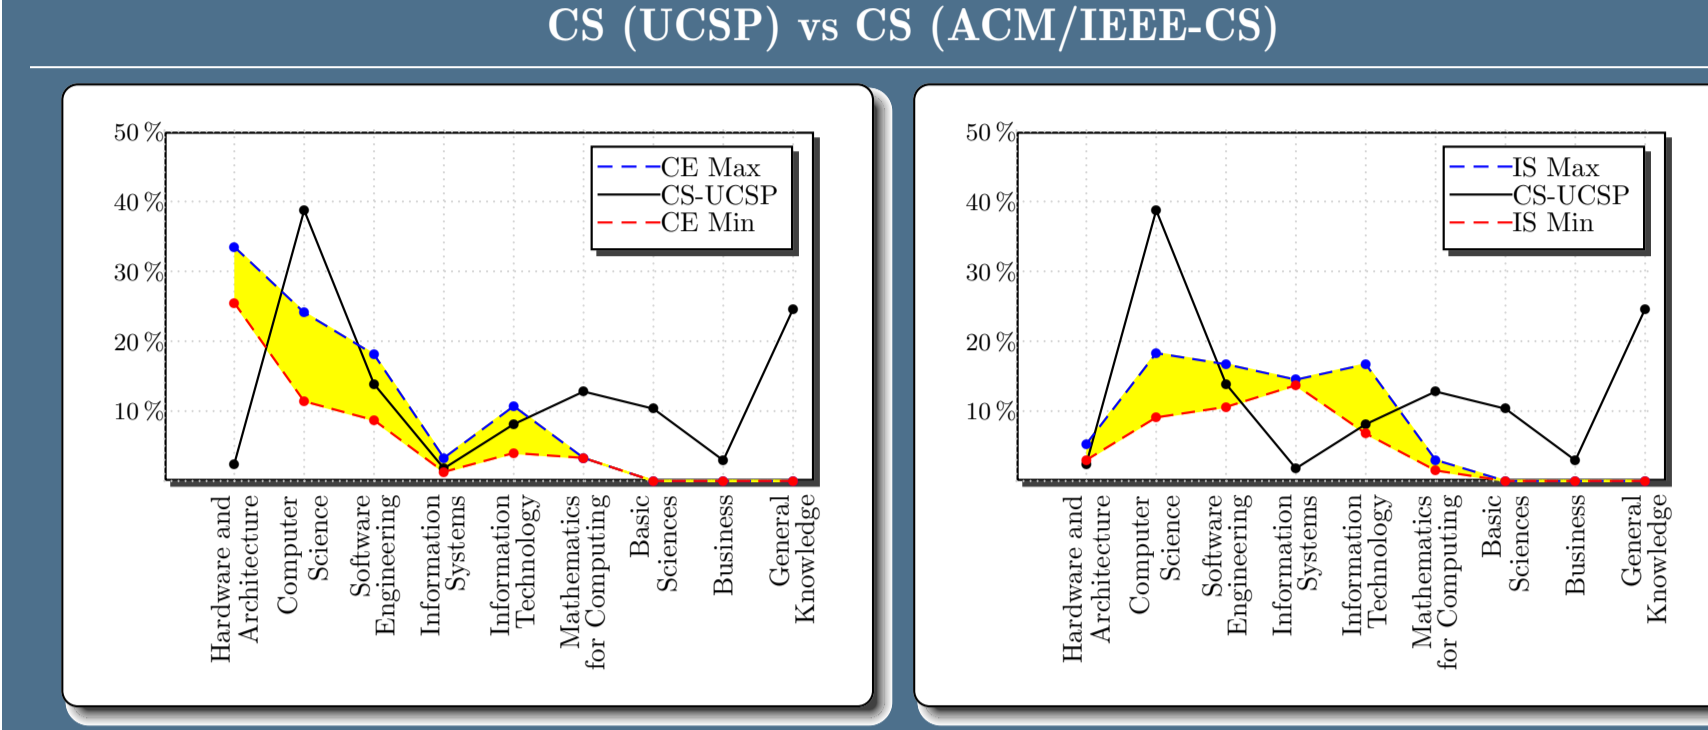 CS (UCSP) vs CS (ACM/IEEE-CS)
50 %
40 %
30 %
20 %
10 %
CE Max
CS-UCSP
CE Min
Hardware and
Architecture
Computer
Science
Software
Engineering
Information
Systems
Information
Technology
Mathematics
for Computing
Basic
Sciences
Business
General
Knowledge
50 %
40 %
30 %
20 %
10 %
IS Max
CS-UCSP
IS Min
Hardware and
Architecture
Computer
Science
Software
Engineering
Information
Systems
Information
Technology
Mathematics
for Computing
Basic
Sciences
Business
General
Knowledge